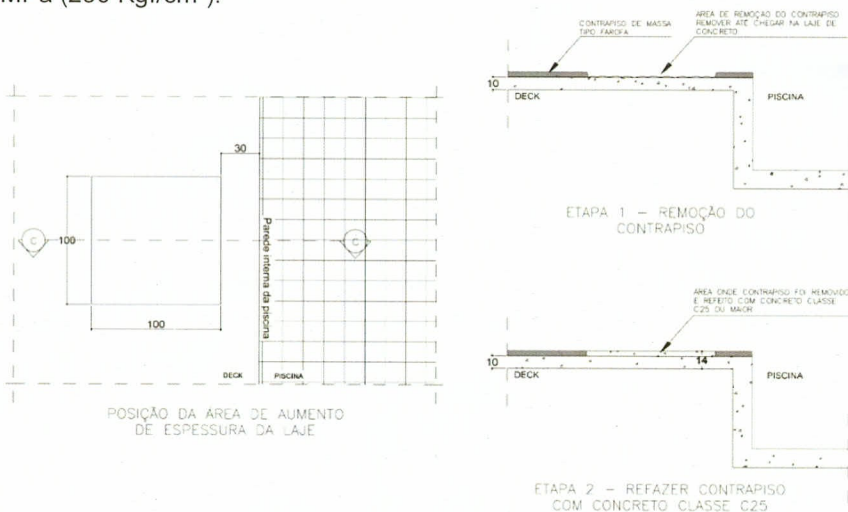 MPa (250 Kgf/cm²).
30
100
100
C
C
Parede interna da piscina
DECK
PISCINA
POSIÇÃO DA ÁREA DE AUMENTO
DE ESPESSURA DA LAJE
CONTRAPISO DE MASSA
TIPO FAROFA
AREA DE REMOÇAO DO CONTRAPISO
REMOVER ATÉ CHEGAR NA LAJE DE
CONCRETO
10
14
DECK
PISCINA
ETAPA 1 – REMOÇÃO DO
CONTRAPISO
AREA ONDE CONTRAPISO FOI REMOVIDO
E REFEITO COM CONCRETO CLASSE
C25 OU MAIOR
10
14
DECK
PISCINA
ETAPA 2 – REFAZER CONTRAPISO
COM CONCRETO CLASSE C25